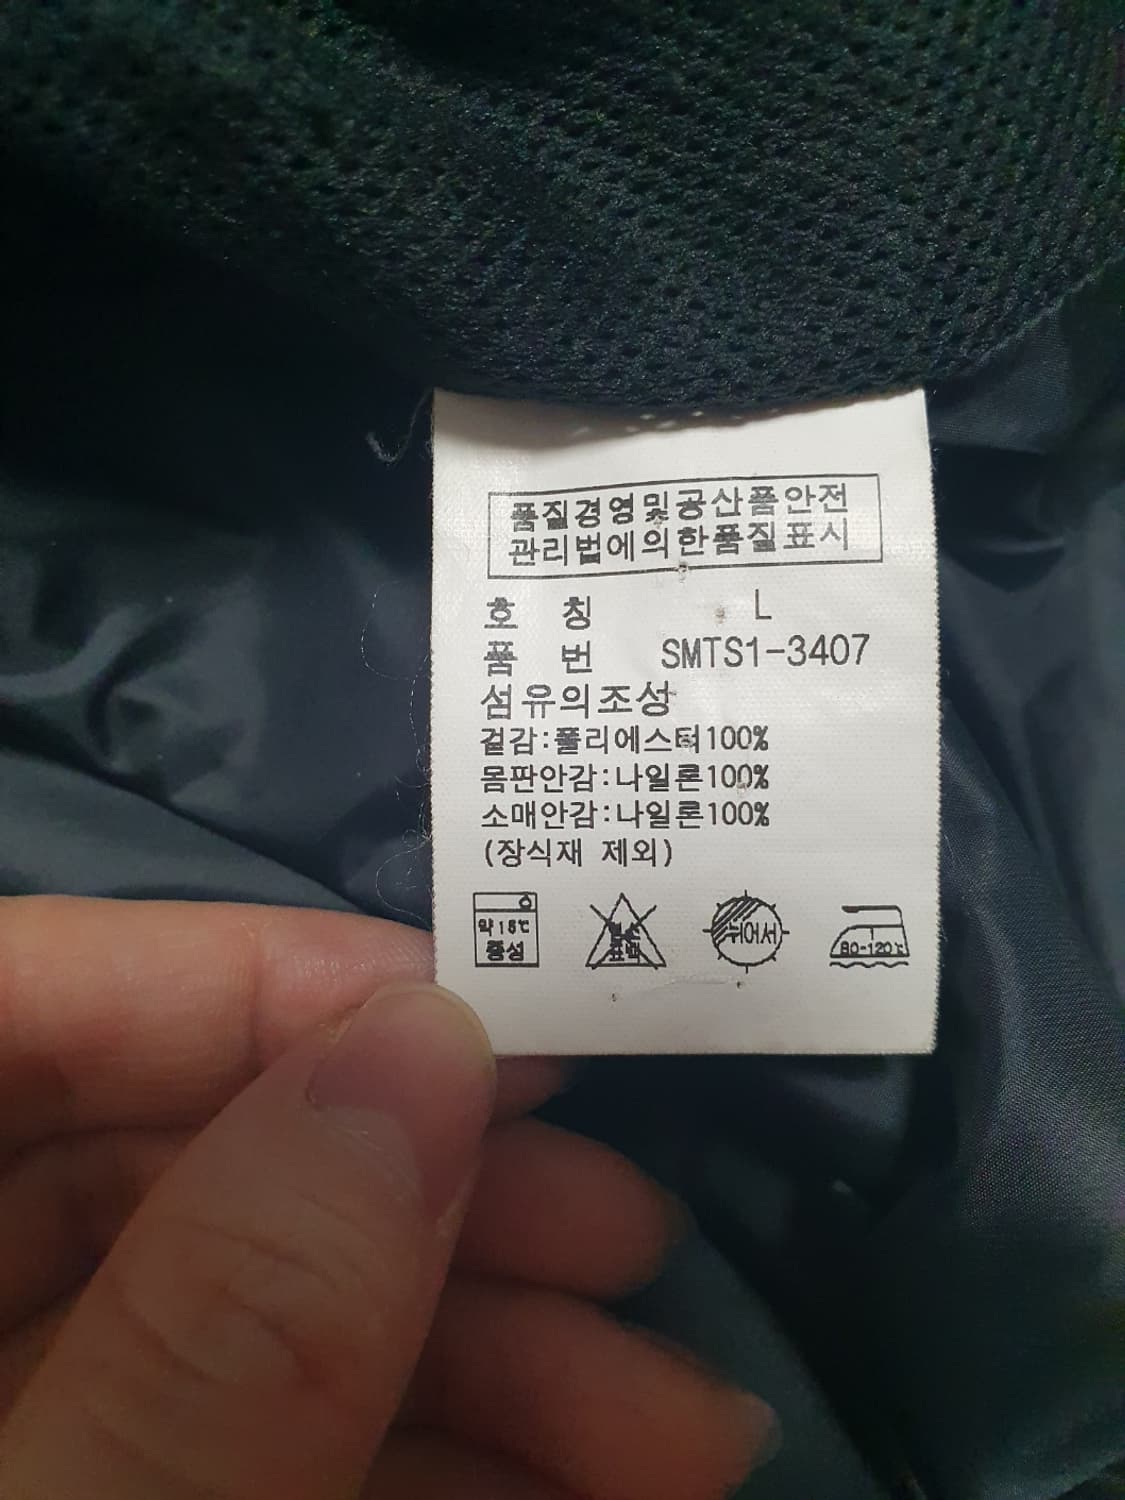 품질경영및공산품안전
관리법에의한품질표시
호 칭 L
품 번 SMTS1-3407
섬유의조성
겉감:폴리에스터100%
몸판안감:나일론100%
소매안감:나일론100%
(장식재 제외)
약 15℃
중성
표백
뉘어서
80-120℃